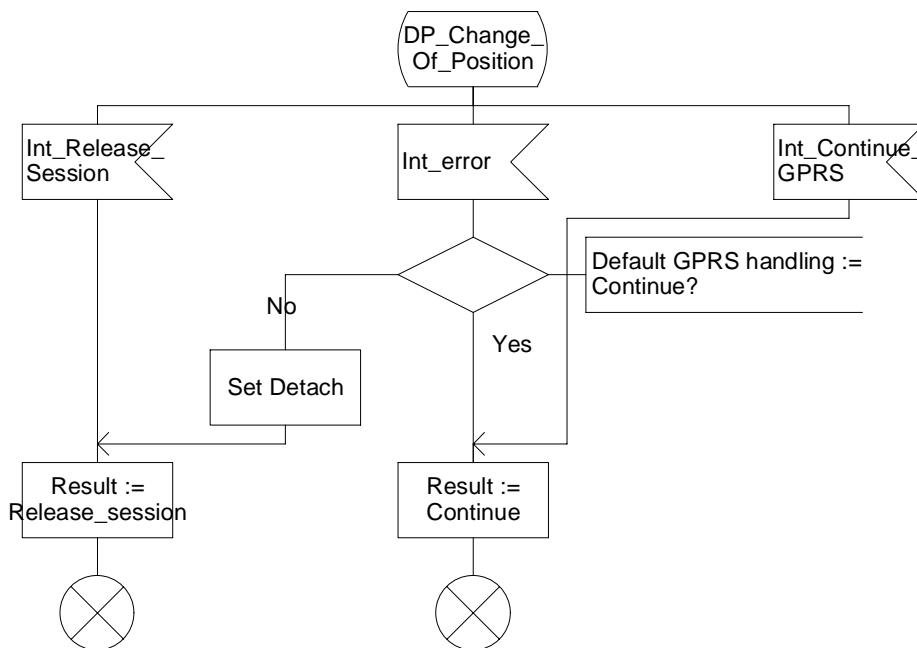 DP_Change_
Of_Position
Int_Release_
Session
Int_error
Int_Continue_
GPRS
Default GPRS handling :=
Continue?
No
Yes
Set Detach
Result :=
Release_session
Result :=
Continue